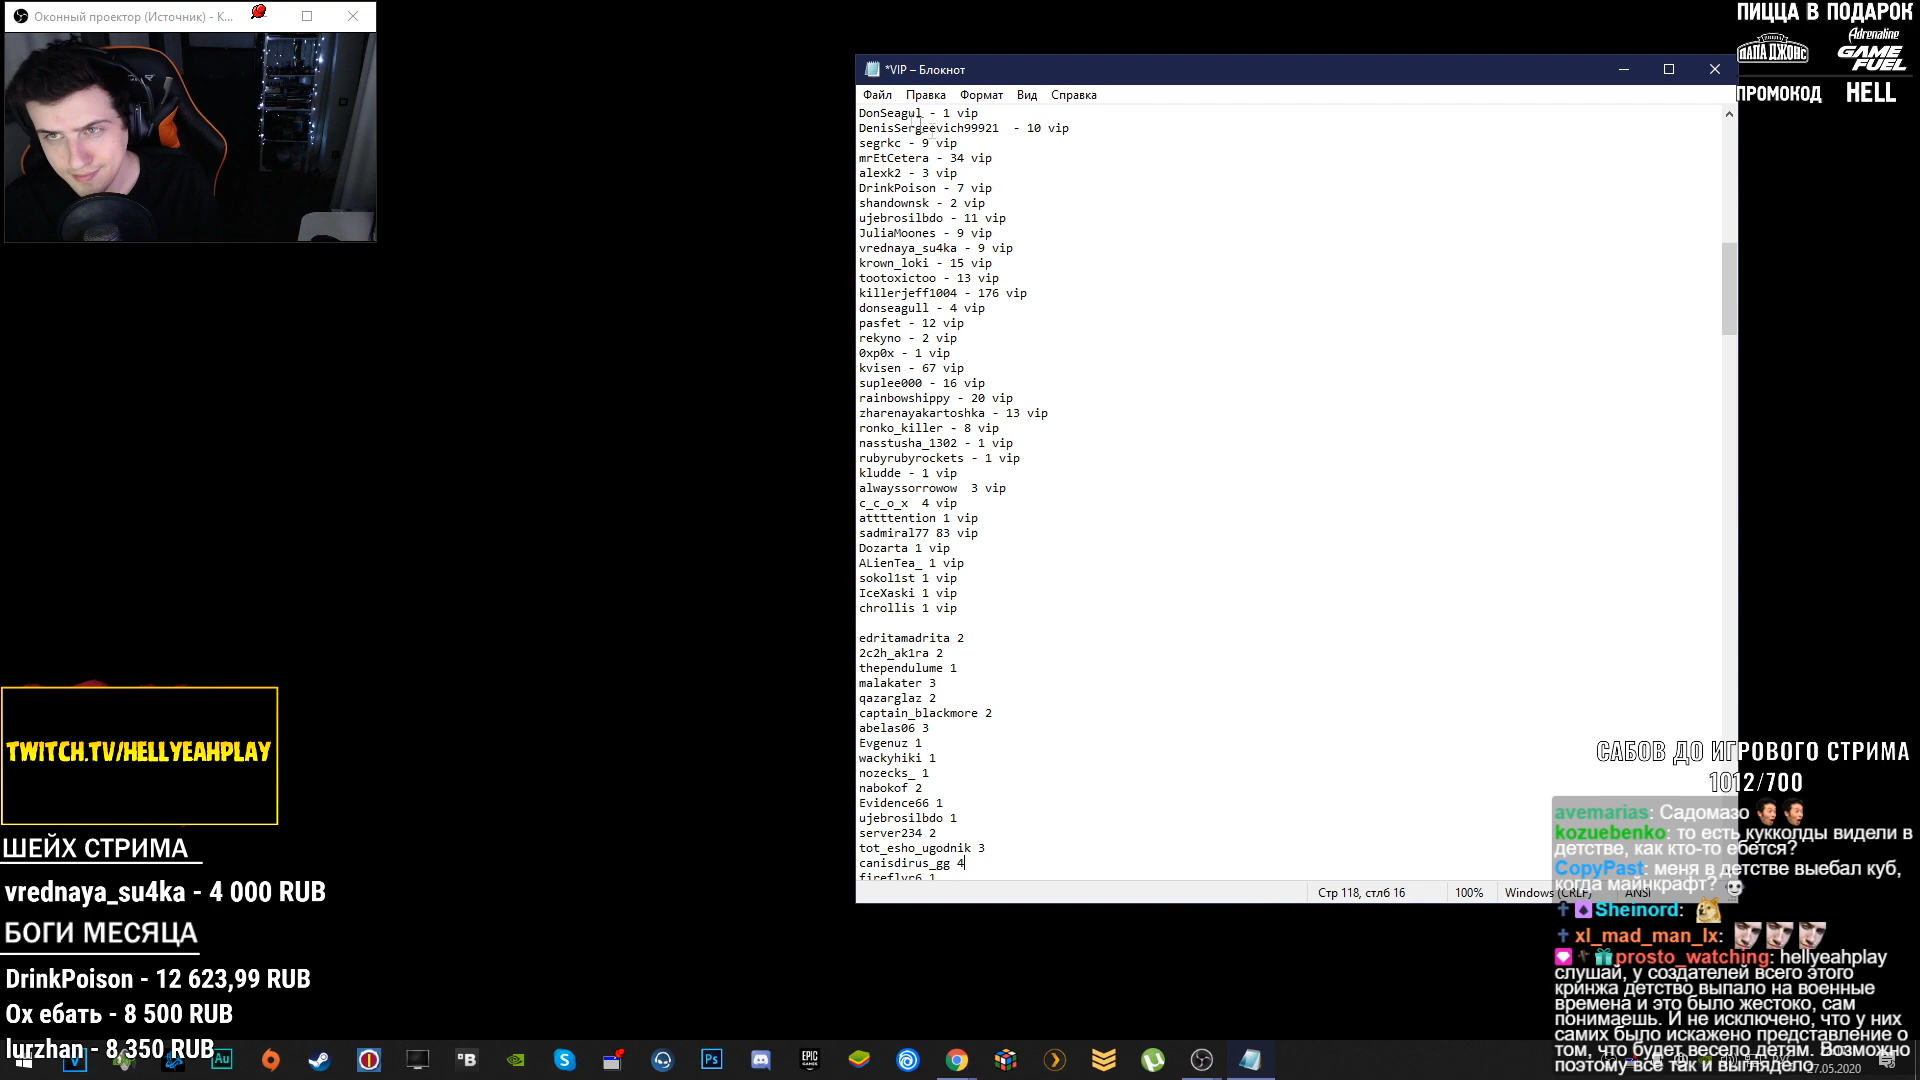 Оконный проектор (Источник) - К...
ПИЦЦА В ПОДАРОК
ПАПА ДЖОНС
Adrenaline
GAME
FUEL
ПРОМОКОД HELL
*VIP – Блокнот
Файл Правка Формат Вид Справка
DonSeagul - 1 vip
DenisSergeevich99921  - 10 vip
segrkc - 9 vip
mrEtCetera - 34 vip
alexk2 - 3 vip
DrinkPoison - 7 vip
shandownsk - 2 vip
ujebrosilbdo - 11 vip
JuliaMoones - 9 vip
vrednaya_su4ka - 9 vip
krown_loki - 15 vip
tootoxictoo - 13 vip
killerjeff1004 - 176 vip
donseagull - 4 vip
pasfet - 12 vip
rekyno - 2 vip
0xp0x - 1 vip
kvisen - 67 vip
suplee000 - 16 vip
rainbowshippy - 20 vip
zharenayakartoshka - 13 vip
ronko_killer - 8 vip
nasstusha_1302 - 1 vip
rubyrubyrockets - 1 vip
kludde - 1 vip
alwayssorrowow  3 vip
c_c_o_x  4 vip
attttention 1 vip
sadmiral77 83 vip
Dozarta 1 vip
ALienTea_ 1 vip
sokol1st 1 vip
IceXaski 1 vip
chrollis 1 vip
edritamadrita 2
2c2h_ak1ra 2
thependulume 1
malakater 3
qazarglaz 2
captain_blackmore 2
abelas06 3
Evgenuz 1
wackyhiki 1
nozecks_ 1
nabokof 2
Evidence66 1
ujebrosilbdo 1
server234 2
tot_esho_ugodnik 3
canisdirus_gg 4
fireflyr6 1
Стр 118, стлб 16 100% Windows (CRLF) ANSI
TWITCH.TV/HELLYEAHPLAY
ШЕЙХ СТРИМА
vrednaya_su4ka - 4 000 RUB
БОГИ МЕСЯЦА
DrinkPoison - 12 623,99 RUB
Ох ебать - 8 500 RUB
lurzhan - 8 350 RUB
САБОВ ДО ИГРОВОГО СТРИМА
1012/700
avemarias: Садомазо
kozuebenko: то есть кукколды видели в
детстве, как кто-то ебется?
CopyPast: меня в детстве выебал куб,
когда майнкрафт?
Sheinord:
xl_mad_man_lx:
prosto_watching: hellyeahplay
слушай, у создателей всего этого
кринжа детство выпало на военные
времена и это было жестоко, сам
понимаешь. И не исключено, что у них
самих было искажено представление о
том, что будет весело детям. Возможно
поэтому все так и выглядело
27.05.2020
Au
B
Ps
EPIC
GAMES